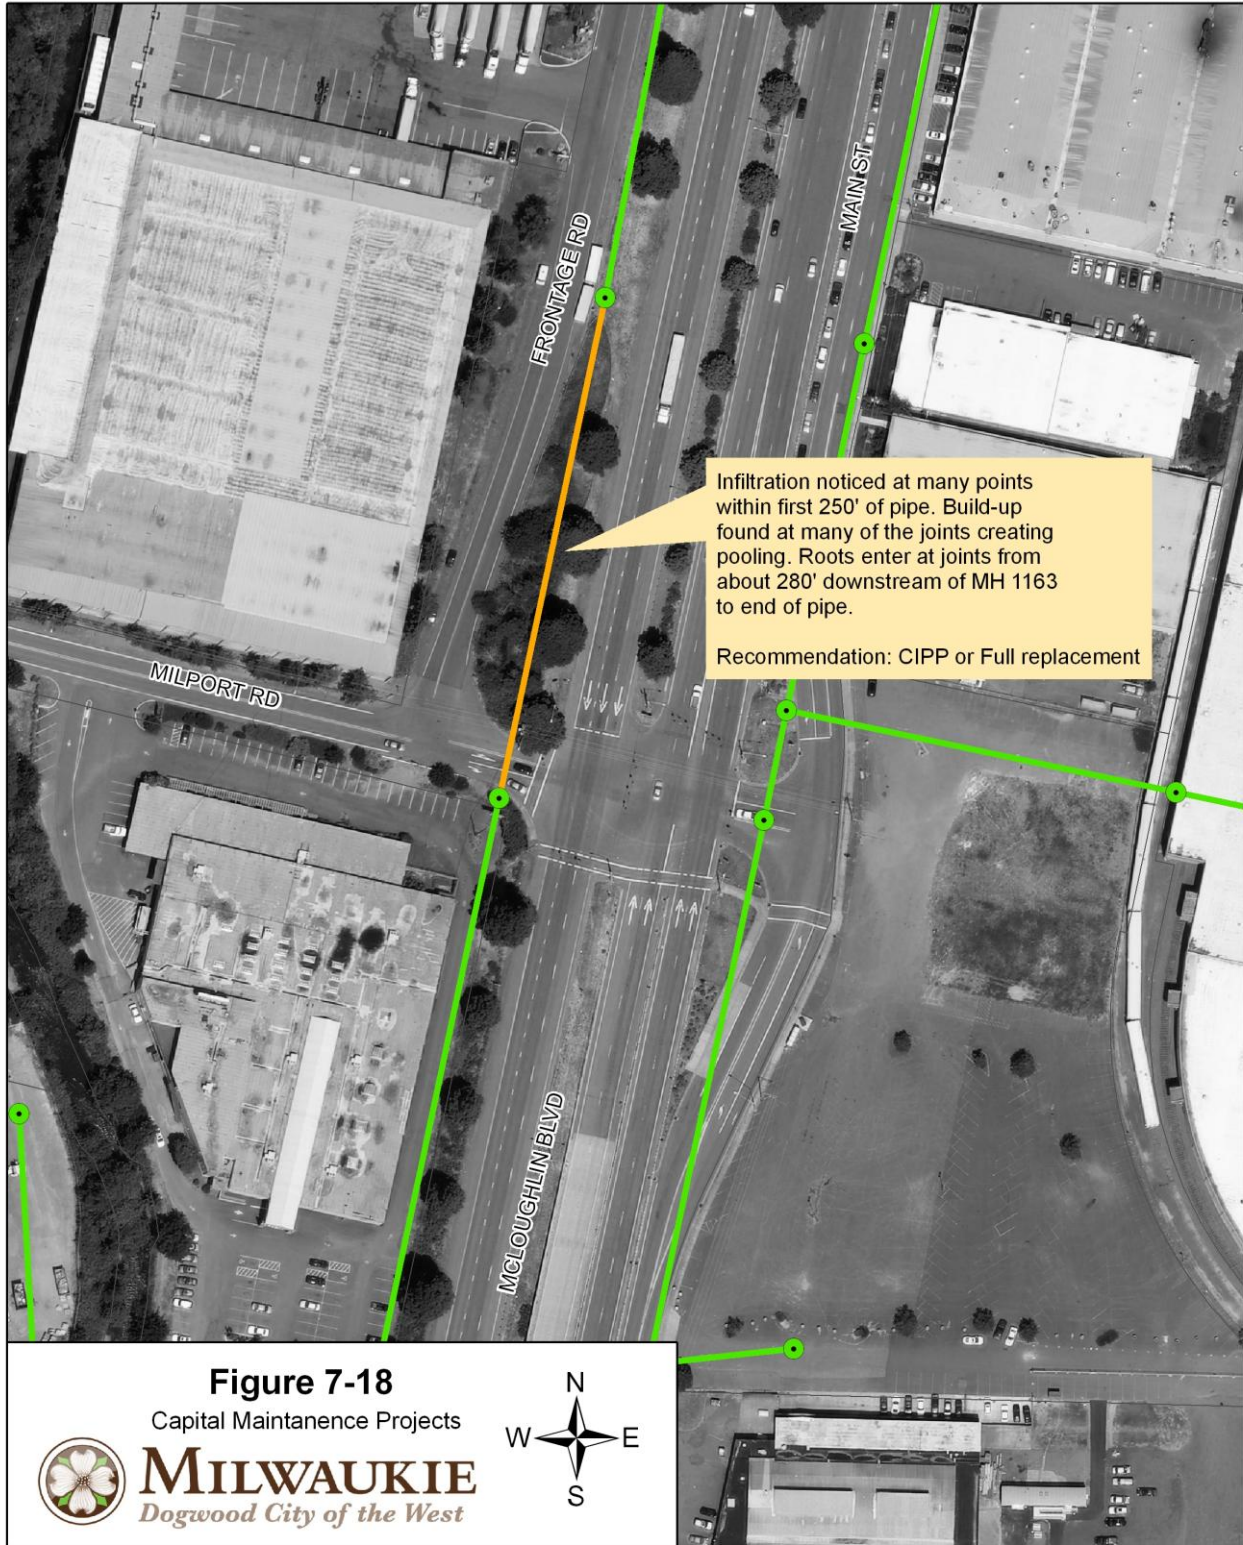 MAIN ST
FRONTAGE RD
Infiltration noticed at many points
within first 250' of pipe. Build-up
found at many of the joints creating
pooling. Roots enter at joints from
about 280' downstream of MH 1163
to end of pipe.
Recommendation: CIPP or Full replacement
MILPORT RD
MCLOUGHLIN BLVD
Figure 7-18
Capital Maintanence Projects
MILWAUKIE
Dogwood City of the West
N
W E
S